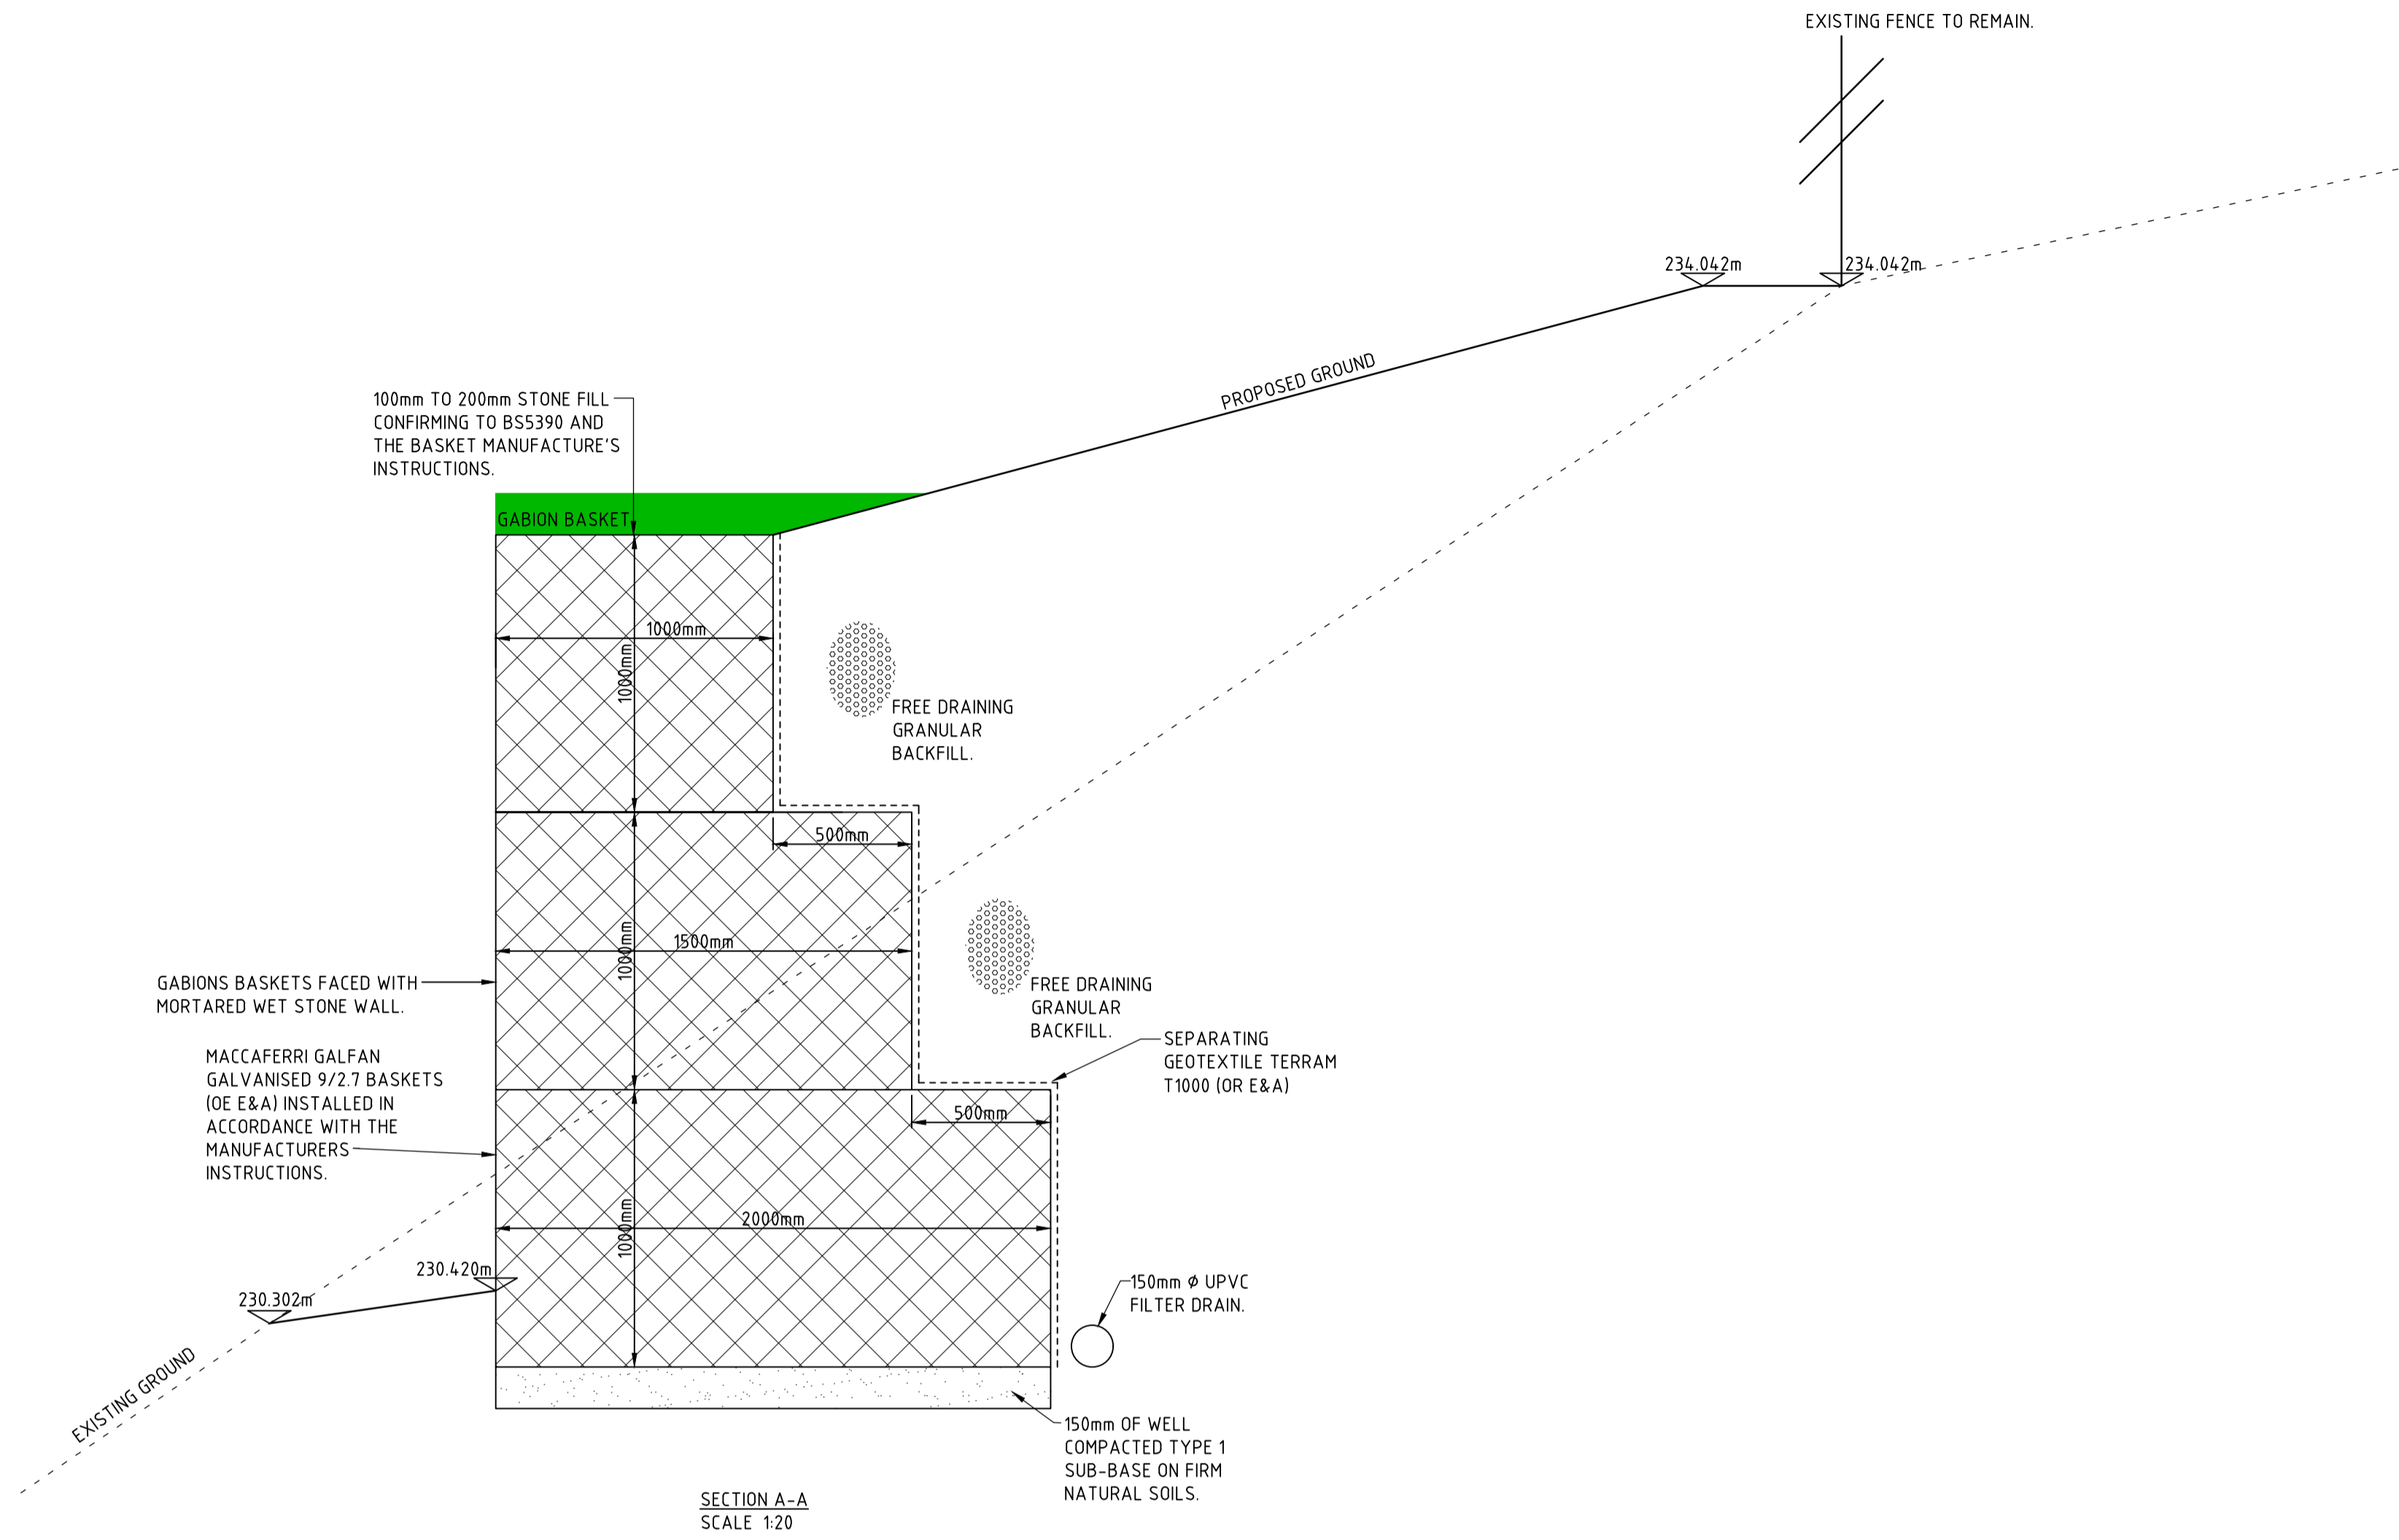 EXISTING FENCE TO REMAIN.
234.042m
234.042m
PROPOSED GROUND
100mm TO 200mm STONE FILL
CONFIRMING TO BS5390 AND
THE BASKET MANUFACTURE'S
INSTRUCTIONS.
GABION BASKET
1000mm
1000mm
FREE DRAINING
GRANULAR
BACKFILL.
500mm
1500mm
1000mm
GABIONS BASKETS FACED WITH
MORTARED WET STONE WALL.
FREE DRAINING
GRANULAR
BACKFILL.
SEPARATING
GEOTEXTILE TERRAM
T1000 (OR E&A)
MACCAFERRI GALFAN
GALVANISED 9/2.7 BASKETS
(OE E&A) INSTALLED IN
ACCORDANCE WITH THE
MANUFACTURERS
INSTRUCTIONS.
500mm
2000mm
1000mm
230.420m
230.302m
150mm Ø UPVC
FILTER DRAIN.
EXISTING GROUND
150mm OF WELL
COMPACTED TYPE 1
SUB-BASE ON FIRM
NATURAL SOILS.
SECTION A-A
SCALE 1:20